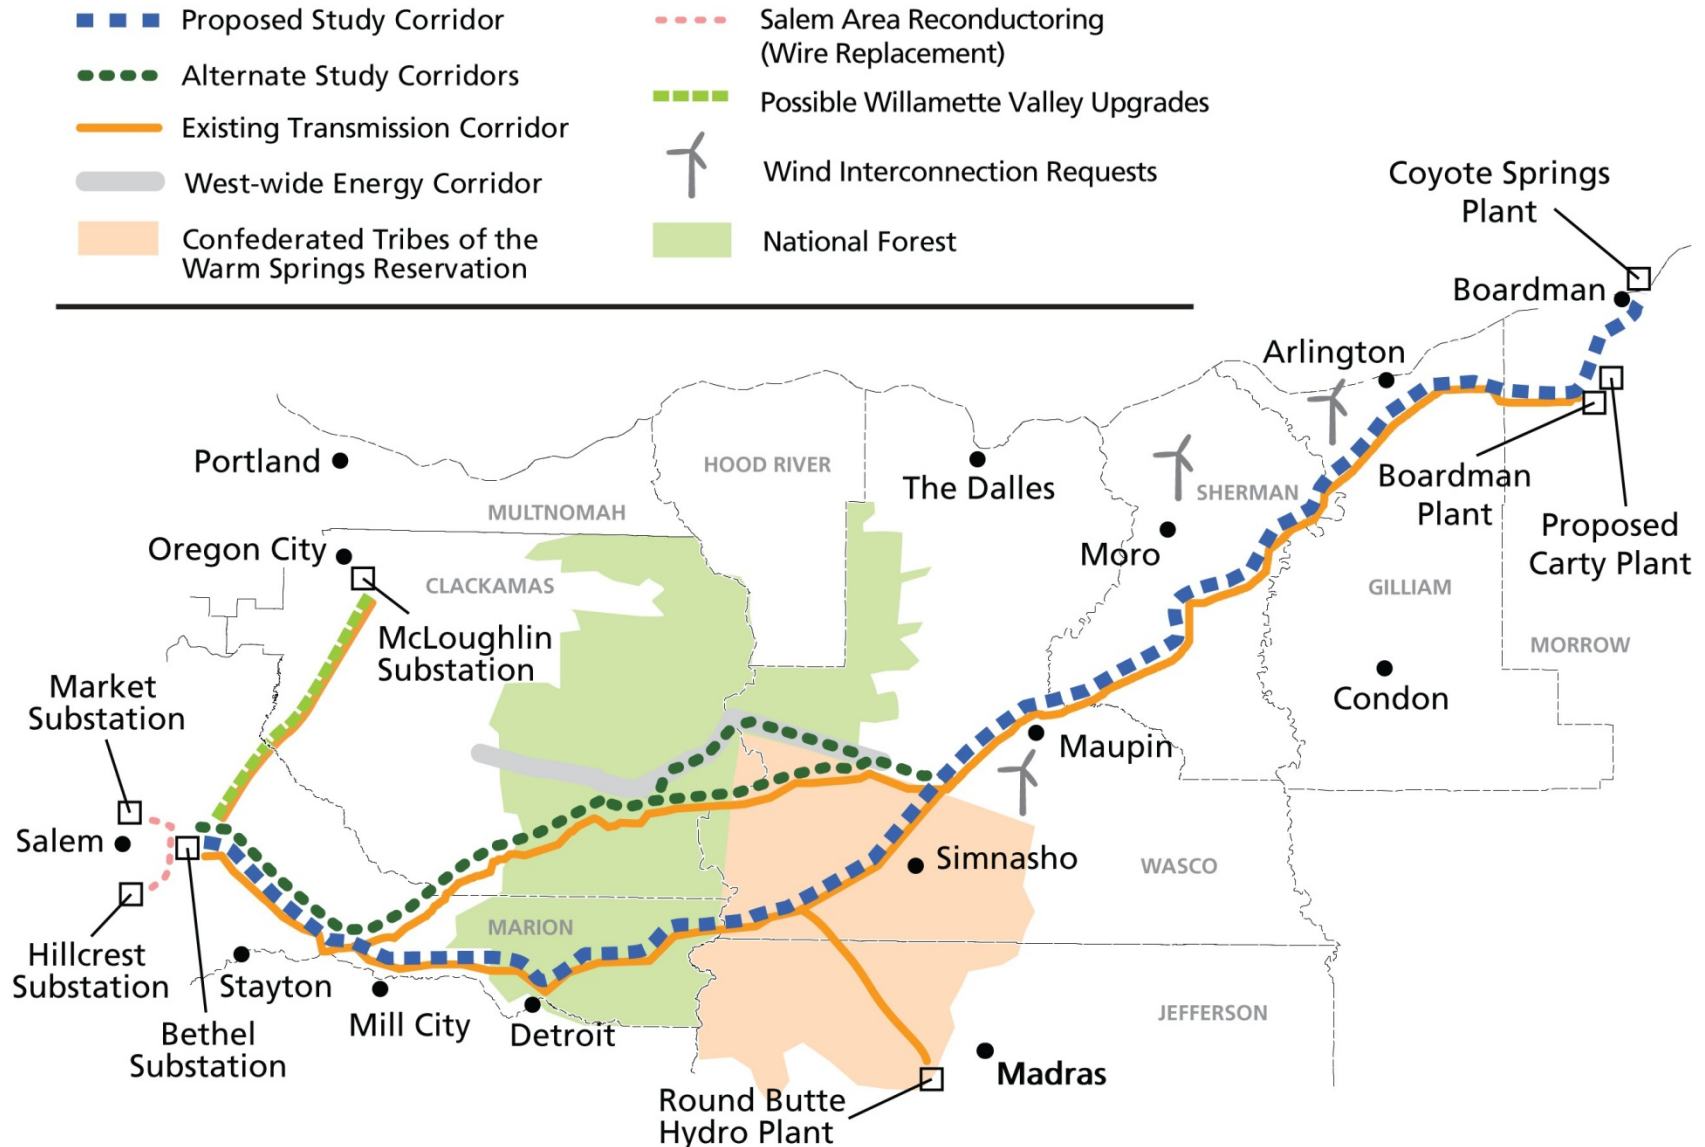 Proposed Study Corridor
Alternate Study Corridors
Existing Transmission Corridor
West-wide Energy Corridor
Confederated Tribes of the
Warm Springs Reservation
Salem Area Reconductoring
(Wire Replacement)
Possible Willamette Valley Upgrades
Wind Interconnection Requests
National Forest
Coyote Springs
Plant
Boardman
Arlington
Portland
HOOD RIVER
The Dalles
SHERMAN
Boardman
Plant
MULTNOMAH
Proposed
Carty Plant
Oregon City
Moro
CLACKAMAS
GILLIAM
McLoughlin
Substation
MORROW
Market
Substation
Condon
Maupin
Salem
Simnasho
WASCO
MARION
Hillcrest
Substation
Stayton
Mill City
Detroit
JEFFERSON
Bethel
Substation
Madras
Round Butte
Hydro Plant